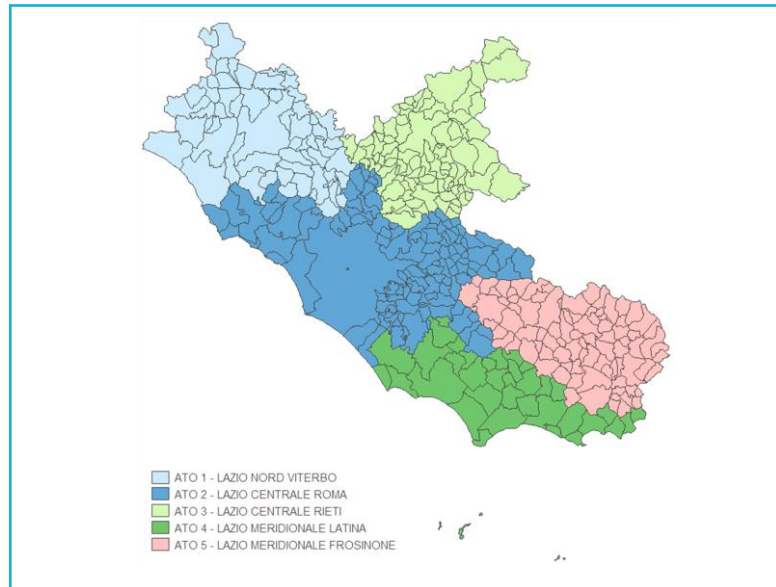 ATO 1 - LAZIO NORD VITERBO
ATO 2 - LAZIO CENTRALE ROMA
ATO 3 - LAZIO CENTRALE RIETI
ATO 4 - LAZIO MERIDIONALE LATINA
ATO 5 - LAZIO MERIDIONALE FROSINONE